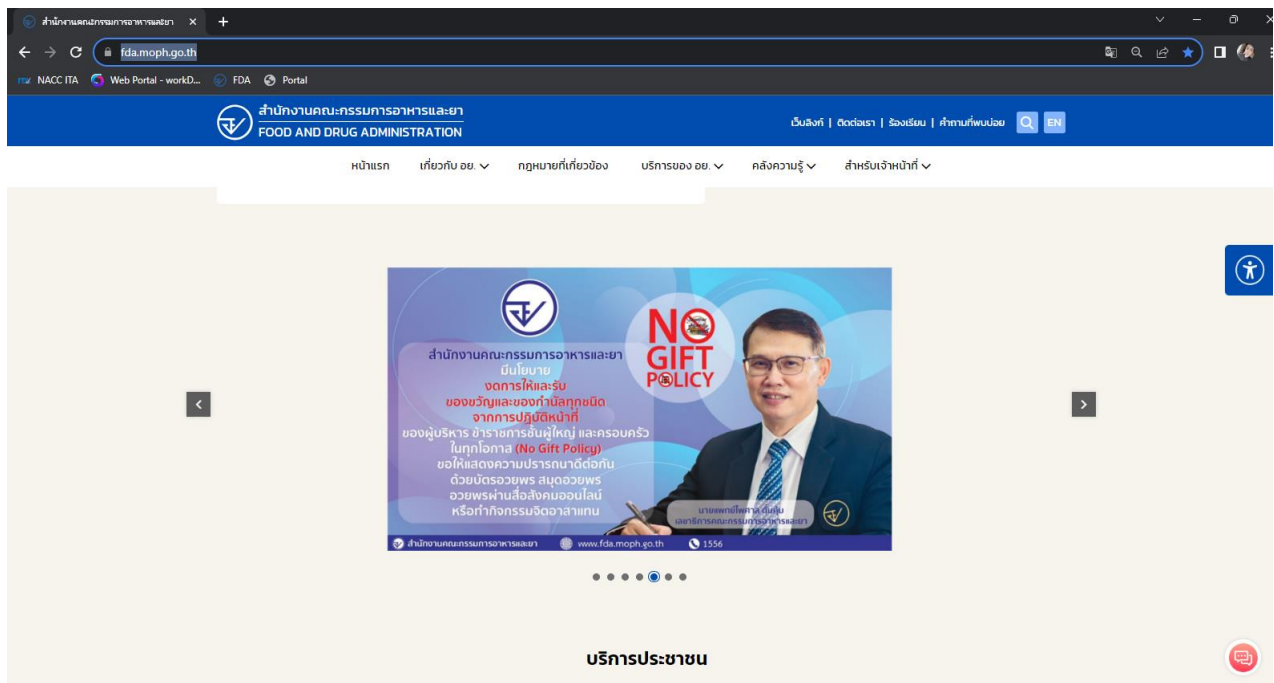 สำนักงานคณะกรรมการอาหารและยา
fda.moph.go.th
NACC ITA
Web Portal - workD...
FDA
Portal
สำนักงานคณะกรรมการอาหารและยา
FOOD AND DRUG ADMINISTRATION
เว็บลิงก์ | ติดต่อเรา | ร้องเรียน | คำถามที่พบบ่อย
EN
หน้าแรก
เกี่ยวกับ อย.
กฎหมายที่เกี่ยวข้อง
บริการของ อย.
คลังความรู้
สำหรับเจ้าหน้าที่
สำนักงานคณะกรรมการอาหารและยา
มีนโยบาย
งดการให้และรับ
ของขวัญและของกำนัลทุกชนิด
จากการปฏิบัติหน้าที่
ของผู้บริหาร ข้าราชการชั้นผู้ใหญ่ และครอบครัว
ในทุกโอกาส (No Gift Policy)
ขอให้แสดงความปรารถนาดีต่อกัน
ด้วยบัตรอวยพร สมุดอวยพร
อวยพรผ่านสื่อสังคมออนไลน์
หรือทำกิจกรรมจิตอาสาแทน
NO
GIFT
POLICY
นายแพทย์ไพศาล ดั่นคุ้ม
เลขาธิการคณะกรรมการอาหารและยา
สำนักงานคณะกรรมการอาหารและยา
www.fda.moph.go.th
1556
บริการประชาชน